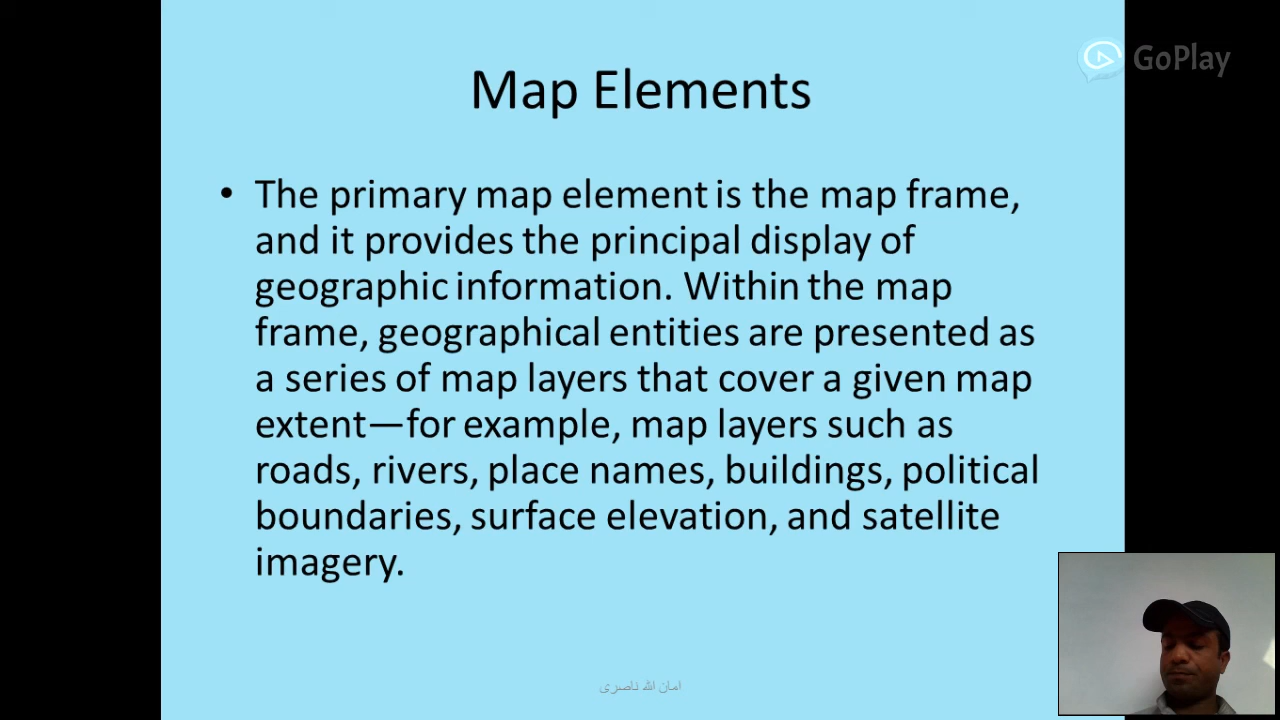 GoPlay
Map Elements
• The primary map element is the map frame,
and it provides the principal display of
geographic information. Within the map
frame, geographical entities are presented as
a series of map layers that cover a given map
extent—for example, map layers such as
roads, rivers, place names, buildings, political
boundaries, surface elevation, and satellite
imagery.
امان الله ناصری